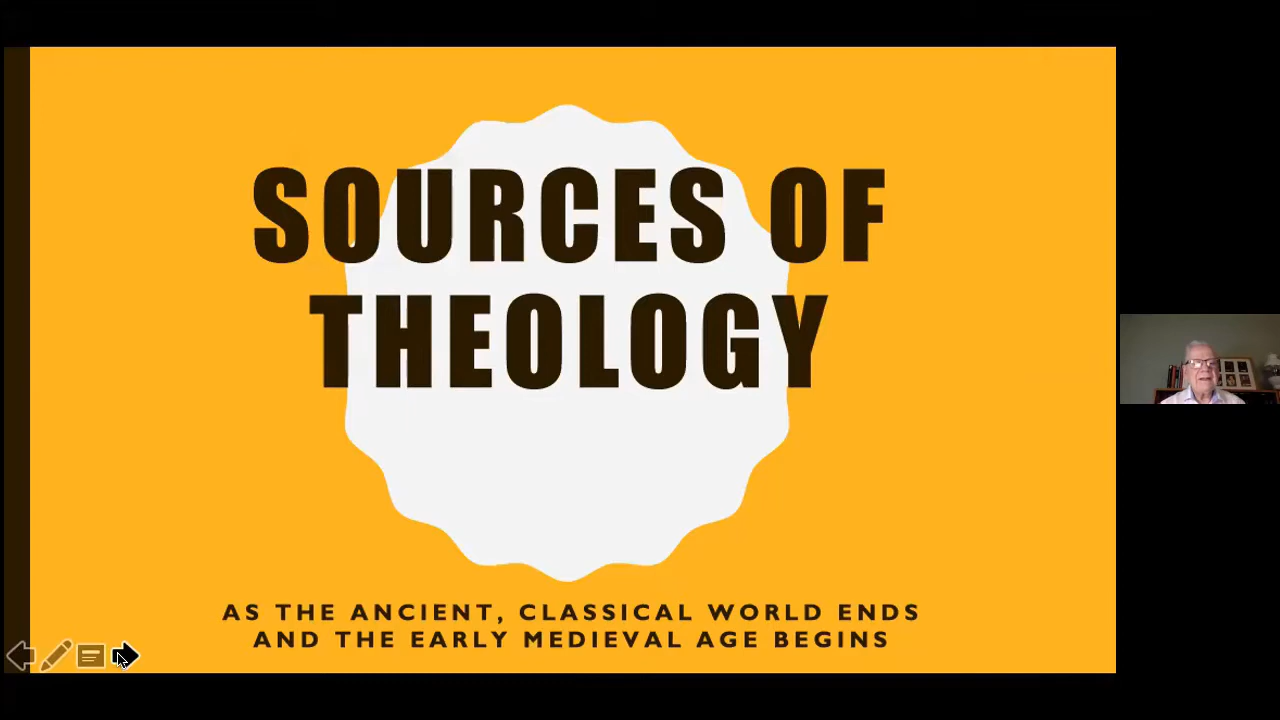 SOURCES OF
THEOLOGY
AS THE ANCIENT, CLASSICAL WORLD ENDS
AND THE EARLY MEDIEVAL AGE BEGINS